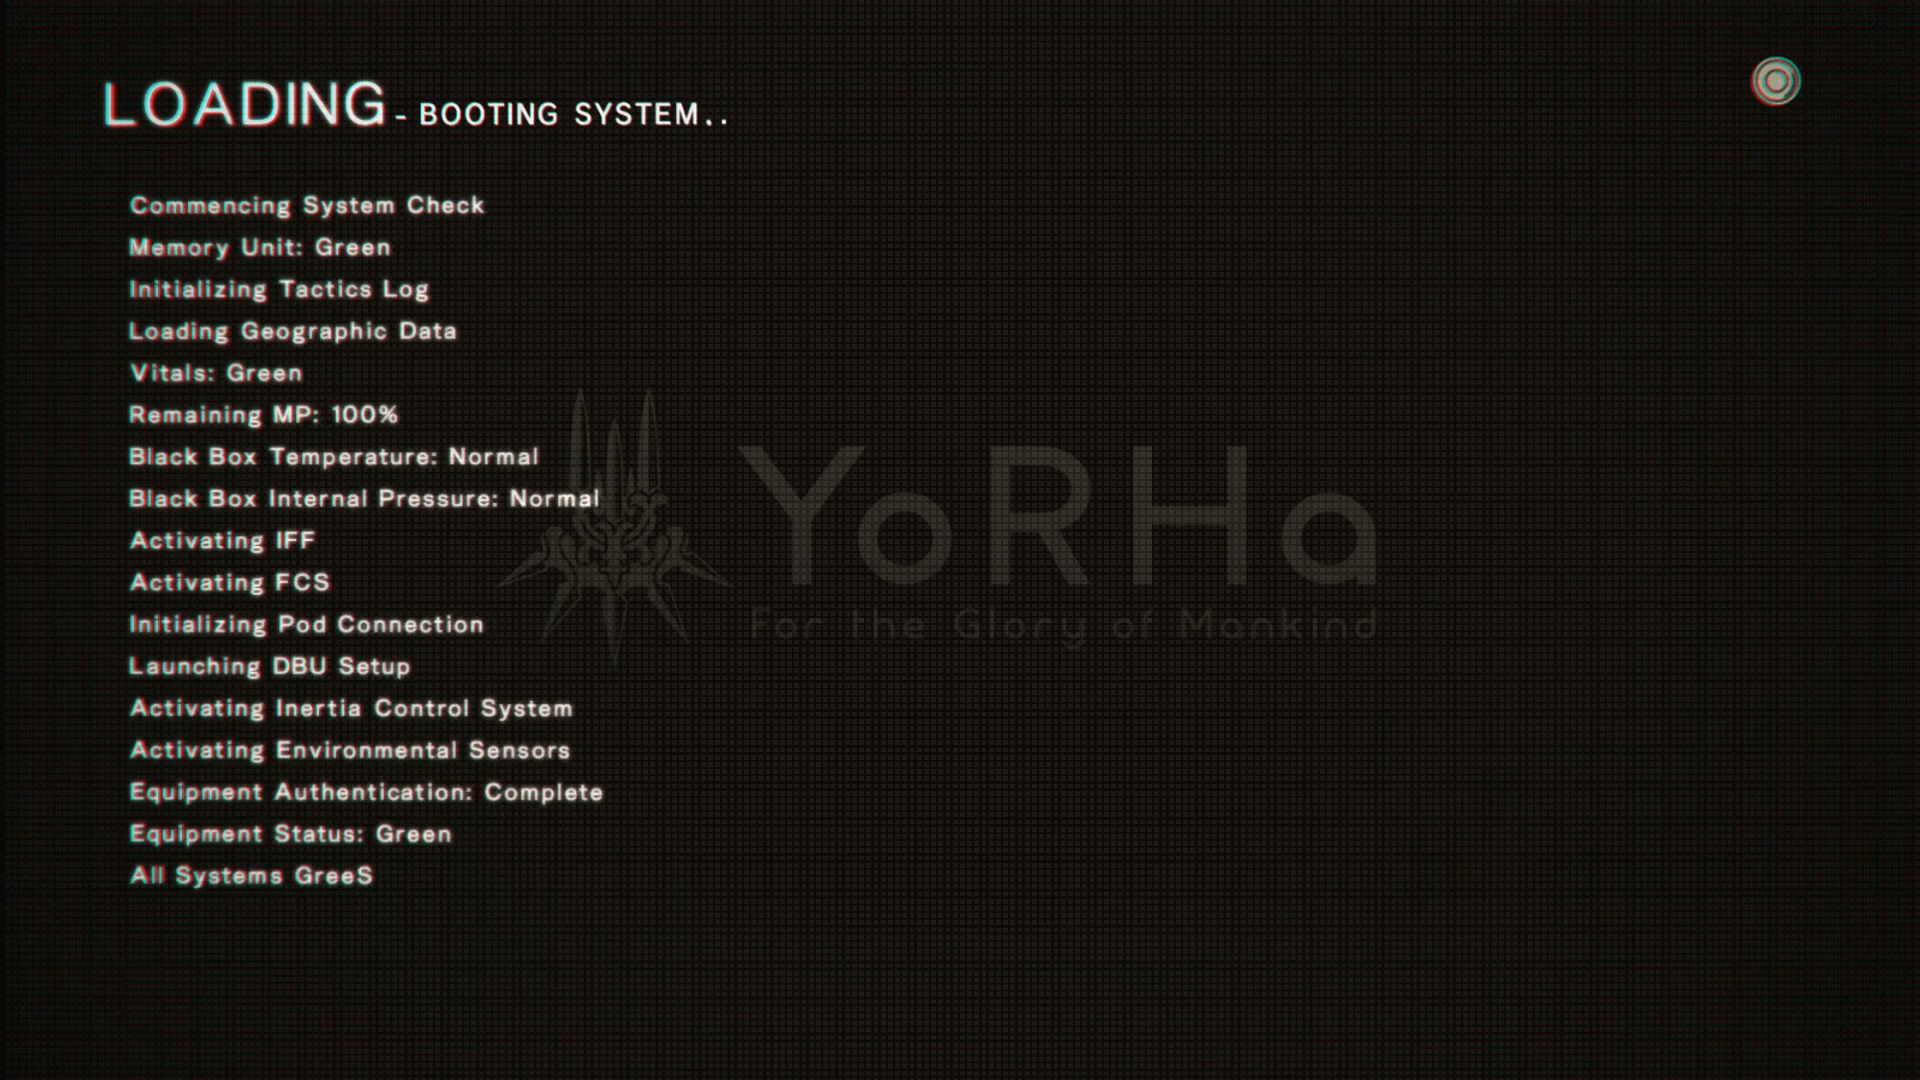 LOADING - BOOTING SYSTEM..
Commencing System Check
Memory Unit: Green
Initializing Tactics Log
Loading Geographic Data
Vitals: Green
Remaining MP: 100%
Black Box Temperature: Normal
Black Box Internal Pressure: Normal
Activating IFF
Activating FCS
Initializing Pod Connection
Launching DBU Setup
Activating Inertia Control System
Activating Environmental Sensors
Equipment Authentication: Complete
Equipment Status: Green
All Systems GreeS
YoRHa
For the Glory of Mankind